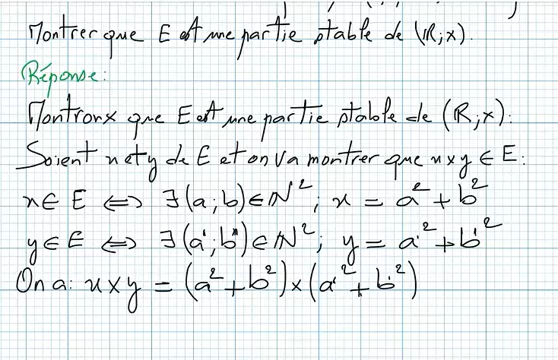 Montrer que E est une partie stable de (ℝ;×).
Réponse:
Montronx que E est une partie stable de (ℝ;×):
Soient x et y de E et on va montrer que x×y ∈ E:
x ∈ E ⟺ ∃(a;b) ∈ ℕ²; x = a² + b²
y ∈ E ⟺ ∃(a';b') ∈ ℕ²; y = a'² + b'²
On a: x×y = (a² + b²)×(a'² + b'²)